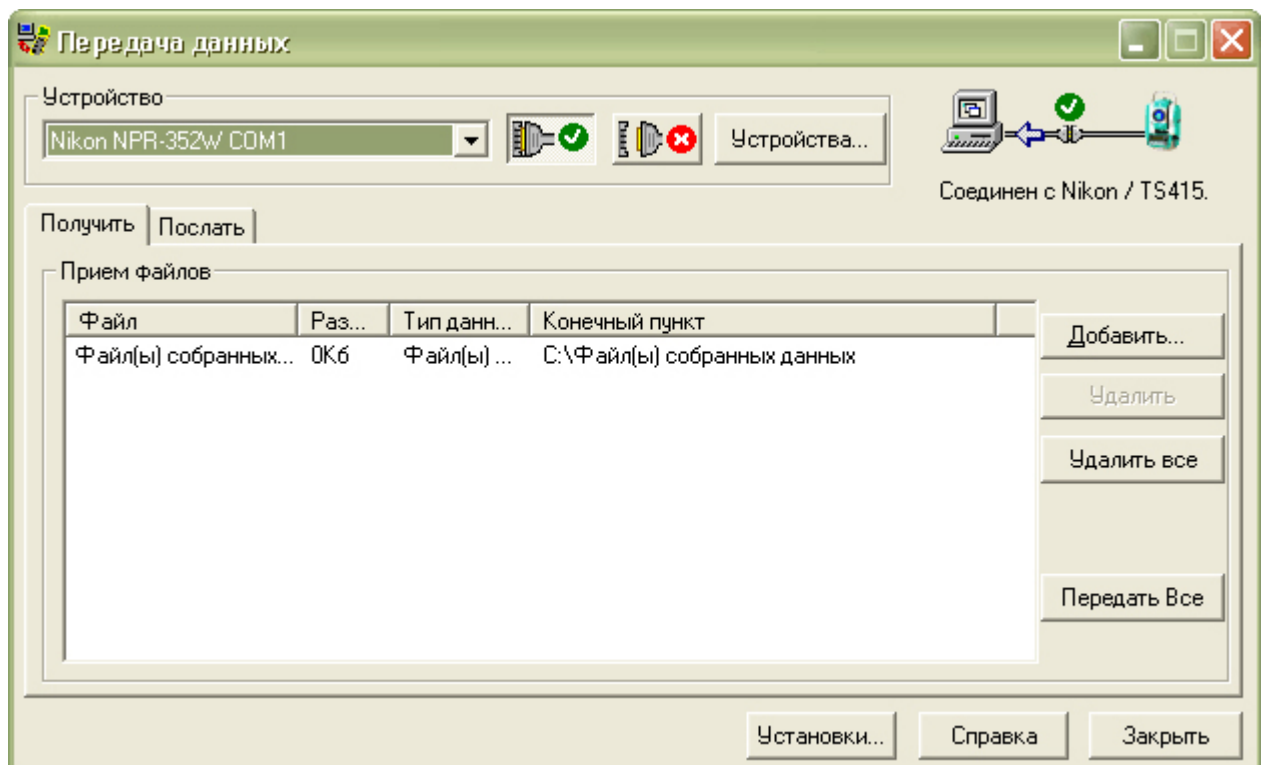 Передача данных
Устройство
Nikon NPR-352W COM1
Устройства...
Соединен с Nikon / TS415.
Получить
Послать
Прием файлов
Файл Раз... Тип данн... Конечный пункт
Файл(ы) собранных... 0Кб Файл(ы) ... C:\Файл(ы) собранных данных
Добавить...
Удалить
Удалить все
Передать Все
Установки... Справка Закрыть